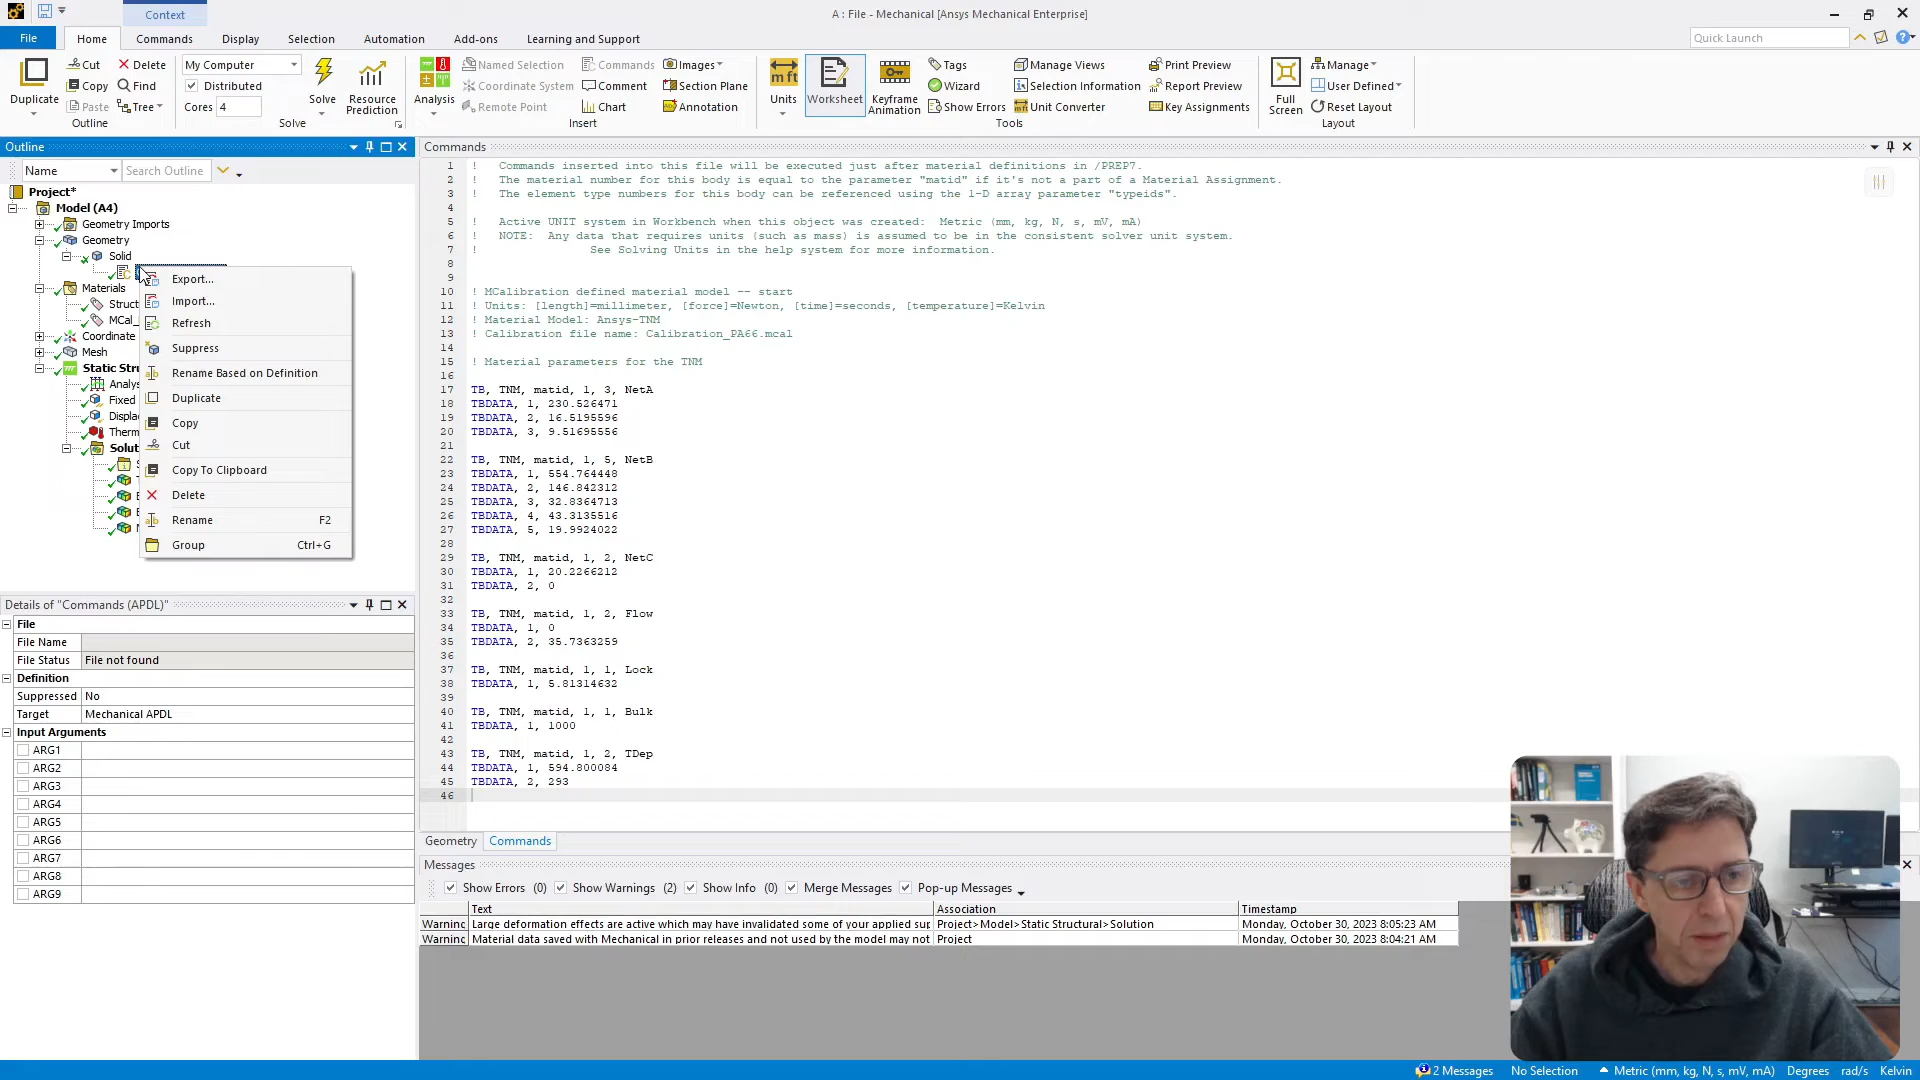 Context
A : File - Mechanical [Ansys Mechanical Enterprise]
File
Home
Commands
Display
Selection
Automation
Add-ons
Learning and Support
Quick Launch
Duplicate
Cut
Copy
Paste
Delete
Find
Tree
Outline
My Computer
Distributed
Cores 4
Solve
Resource Prediction
Solve
Analysis
Named Selection
Coordinate System
Remote Point
Commands
Comment
Chart
Images
Section Plane
Annotation
Insert
Units
Worksheet
Keyframe Animation
Tags
Wizard
Show Errors
Manage Views
Selection Information
Unit Converter
Print Preview
Report Preview
Key Assignments
Tools
Full Screen
Manage
User Defined
Reset Layout
Layout
Outline
Name
Search Outline
Project*
Model (A4)
Geometry Imports
Geometry
Solid
Materials
Struct
MCal_
Coordinate
Mesh
Static Stru
Analys
Fixed
Displa
Therm
Solut
Export...
Import...
Refresh
Suppress
Rename Based on Definition
Duplicate
Copy
Cut
Copy To Clipboard
Delete
Rename F2
Group Ctrl+G
Details of "Commands (APDL)"
File
File Name
File Status File not found
Definition
Suppressed No
Target Mechanical APDL
Input Arguments
ARG1
ARG2
ARG3
ARG4
ARG5
ARG6
ARG7
ARG8
ARG9
Commands
1 ! Commands inserted into this file will be executed just after material definitions in /PREP7.
2 ! The material number for this body is equal to the parameter "matid" if it's not a part of a Material Assignment.
3 ! The element type numbers for this body can be referenced using the 1-D array parameter "typeids".
4
5 ! Active UNIT system in Workbench when this object was created: Metric (mm, kg, N, s, mV, mA)
6 ! NOTE: Any data that requires units (such as mass) is assumed to be in the consistent solver unit system.
7 ! See Solving Units in the help system for more information.
8
9
10 ! MCalibration defined material model -- start
11 ! Units: [length]=millimeter, [force]=Newton, [time]=seconds, [temperature]=Kelvin
12 ! Material Model: Ansys-TNM
13 ! Calibration file name: Calibration_PA66.mcal
14
15 ! Material parameters for the TNM
16
17 TB, TNM, matid, 1, 3, NetA
18 TBDATA, 1, 230.526471
19 TBDATA, 2, 16.5195596
20 TBDATA, 3, 9.51695556
21
22 TB, TNM, matid, 1, 5, NetB
23 TBDATA, 1, 554.764448
24 TBDATA, 2, 146.842312
25 TBDATA, 3, 32.8364713
26 TBDATA, 4, 43.3135516
27 TBDATA, 5, 19.9924022
28
29 TB, TNM, matid, 1, 2, NetC
30 TBDATA, 1, 20.2266212
31 TBDATA, 2, 0
32
33 TB, TNM, matid, 1, 2, Flow
34 TBDATA, 1, 0
35 TBDATA, 2, 35.7363259
36
37 TB, TNM, matid, 1, 1, Lock
38 TBDATA, 1, 5.81314632
39
40 TB, TNM, matid, 1, 1, Bulk
41 TBDATA, 1, 1000
42
43 TB, TNM, matid, 1, 2, TDep
44 TBDATA, 1, 594.800084
45 TBDATA, 2, 293
46
Geometry
Commands
Messages
Show Errors (0) Show Warnings (2) Show Info (0) Merge Messages Pop-up Messages
Text Association Timestamp
Warning Large deformation effects are active which may have invalidated some of your applied sup Project>Model>Static Structural>Solution Monday, October 30, 2023 8:05:23 AM
Warning Material data saved with Mechanical in prior releases and not used by the model may not Project Monday, October 30, 2023 8:04:21 AM
2 Messages No Selection Metric (mm, kg, N, s, mV, mA) Degrees rad/s Kelvin